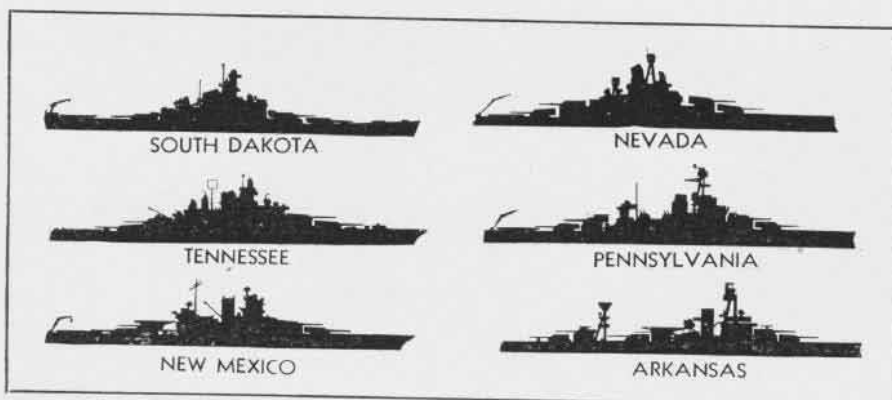 SOUTH DAKOTA
NEVADA
TENNESSEE
PENNSYLVANIA
NEW MEXICO
ARKANSAS